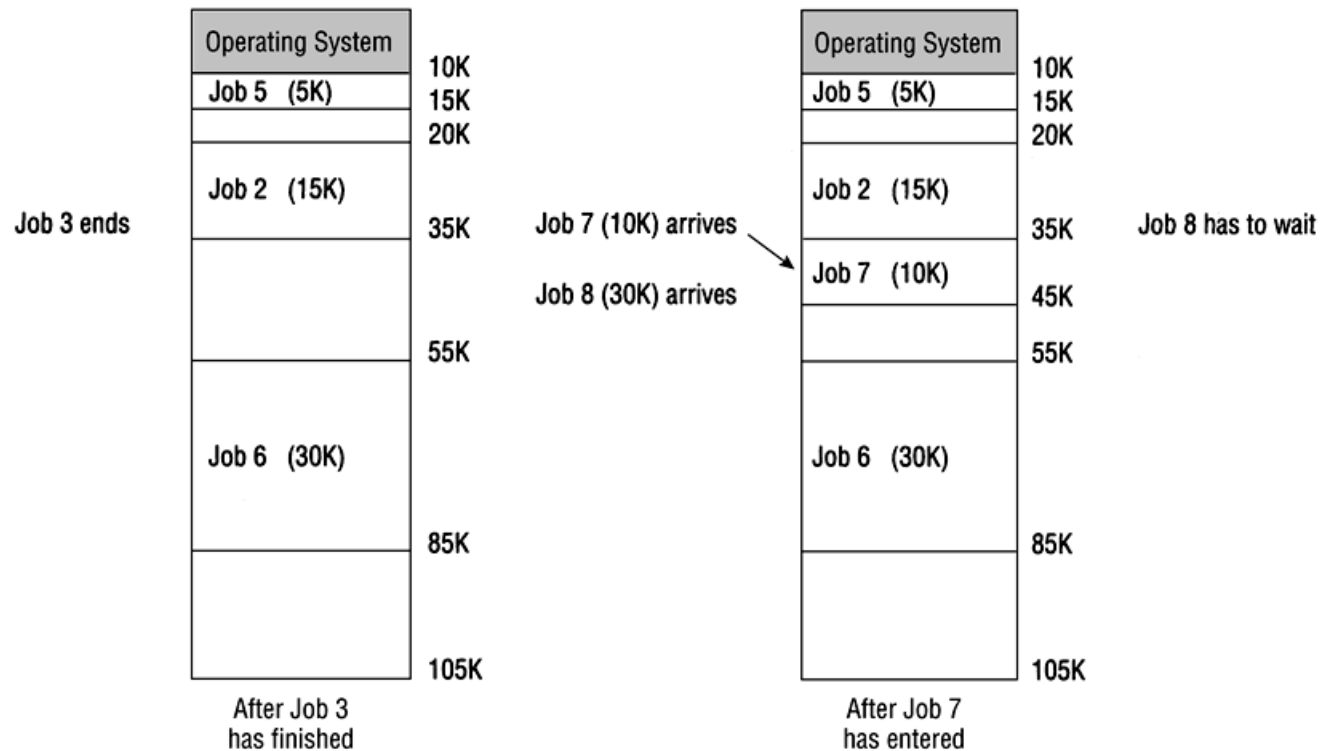 Operating System
10K
Job 5 (5K)
15K
20K
Job 2 (15K)
Job 3 ends
35K
55K
Job 6 (30K)
85K
105K
After Job 3
has finished
Operating System
10K
Job 5 (5K)
15K
20K
Job 2 (15K)
Job 7 (10K) arrives
35K
Job 8 has to wait
Job 7 (10K)
Job 8 (30K) arrives
45K
55K
Job 6 (30K)
85K
105K
After Job 7
has entered